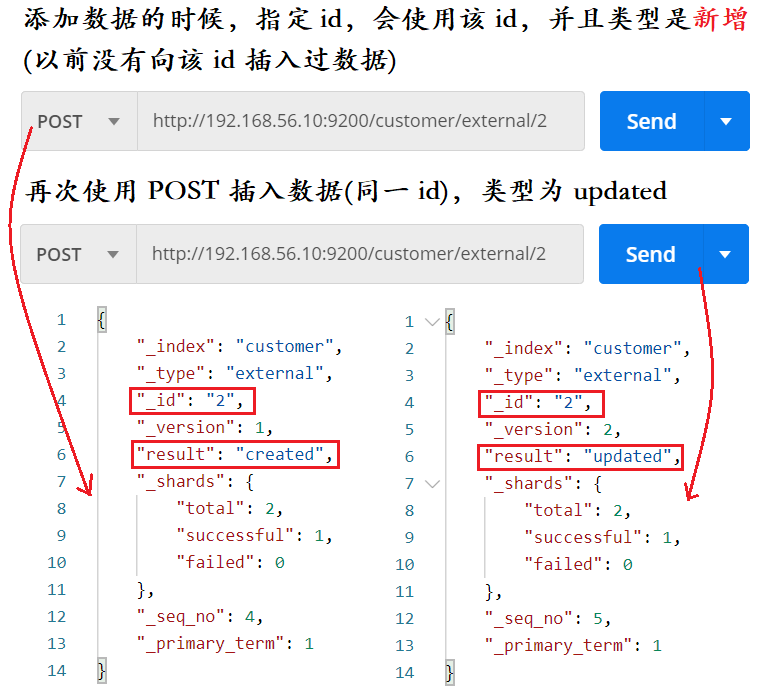 添加数据的时候，指定 id，会使用该 id，并且类型是新增
(以前没有向该 id 插入过数据)
POST http://192.168.56.10:9200/customer/external/2 Send
再次使用 POST 插入数据(同一 id)，类型为 updated
POST http://192.168.56.10:9200/customer/external/2 Send
1 {
2 "_index": "customer",
3 "_type": "external",
4 "_id": "2",
5 "_version": 1,
6 "result": "created",
7 "_shards": {
8 "total": 2,
9 "successful": 1,
10 "failed": 0
11 },
12 "_seq_no": 4,
13 "_primary_term": 1
14 }
1 {
2 "_index": "customer",
3 "_type": "external",
4 "_id": "2",
5 "_version": 2,
6 "result": "updated",
7 "_shards": {
8 "total": 2,
9 "successful": 1,
10 "failed": 0
11 },
12 "_seq_no": 5,
13 "_primary_term": 1
14 }